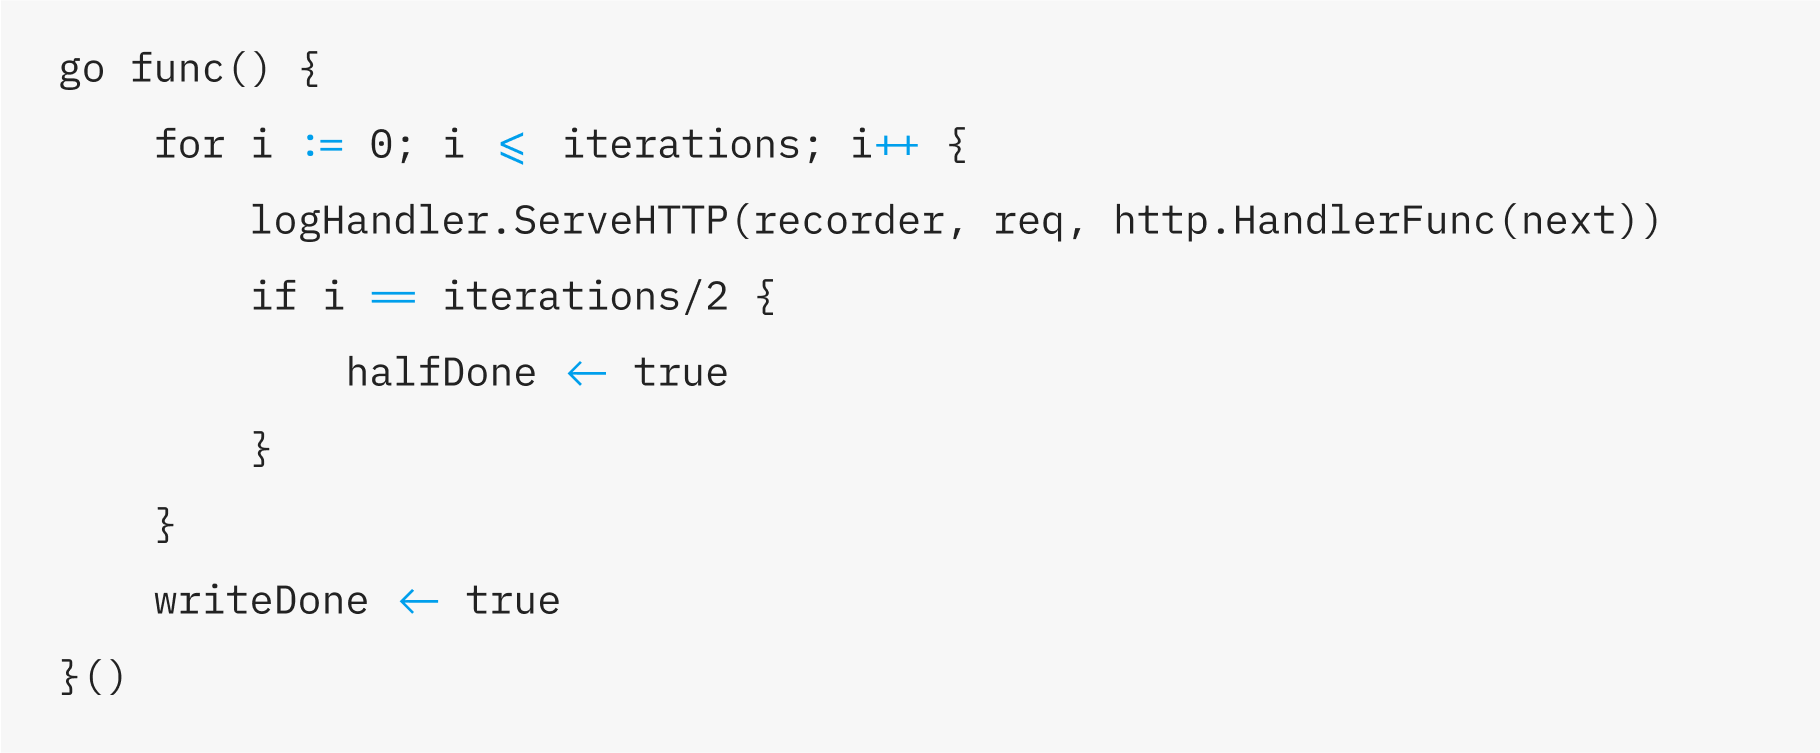 go func() {
    for i := 0; i <= iterations; i++ {
        logHandler.ServeHTTP(recorder, req, http.HandlerFunc(next))
        if i == iterations/2 {
            halfDone <- true
        }
    }
    writeDone <- true
}()